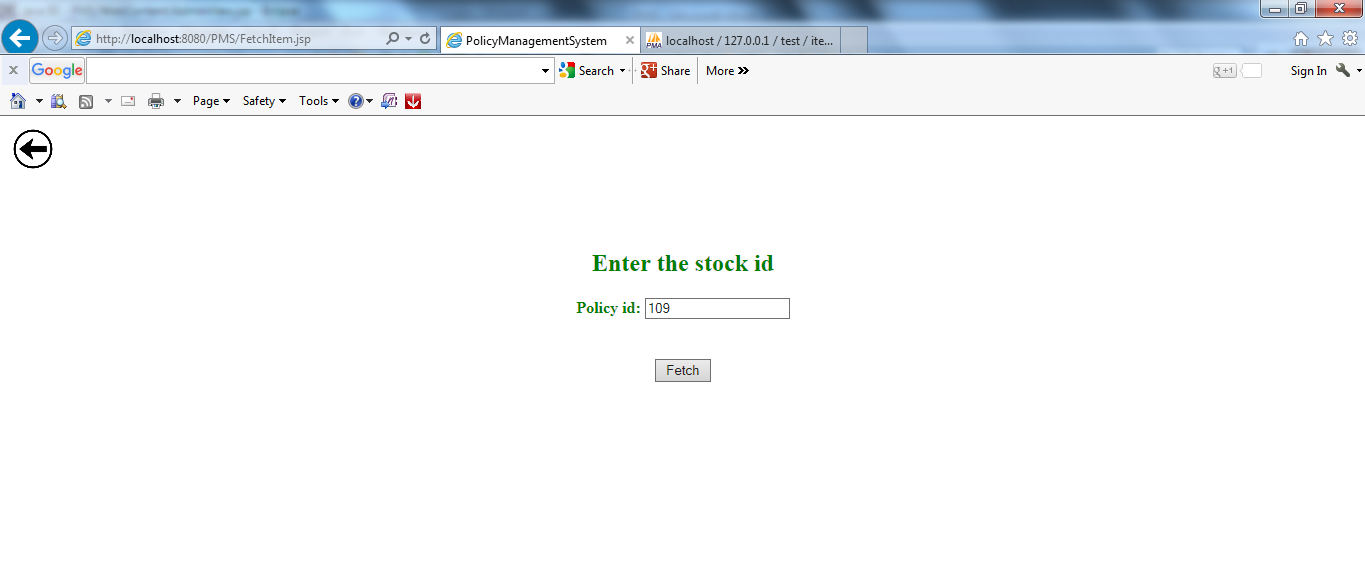 http://localhost:8080/PMS/FetchItem.jsp
PolicyManagementSystem
localhost / 127.0.0.1 / test / ite...
x Google Search Share More » +1 Sign In
Page Safety Tools
Enter the stock id
Policy id: 109
Fetch